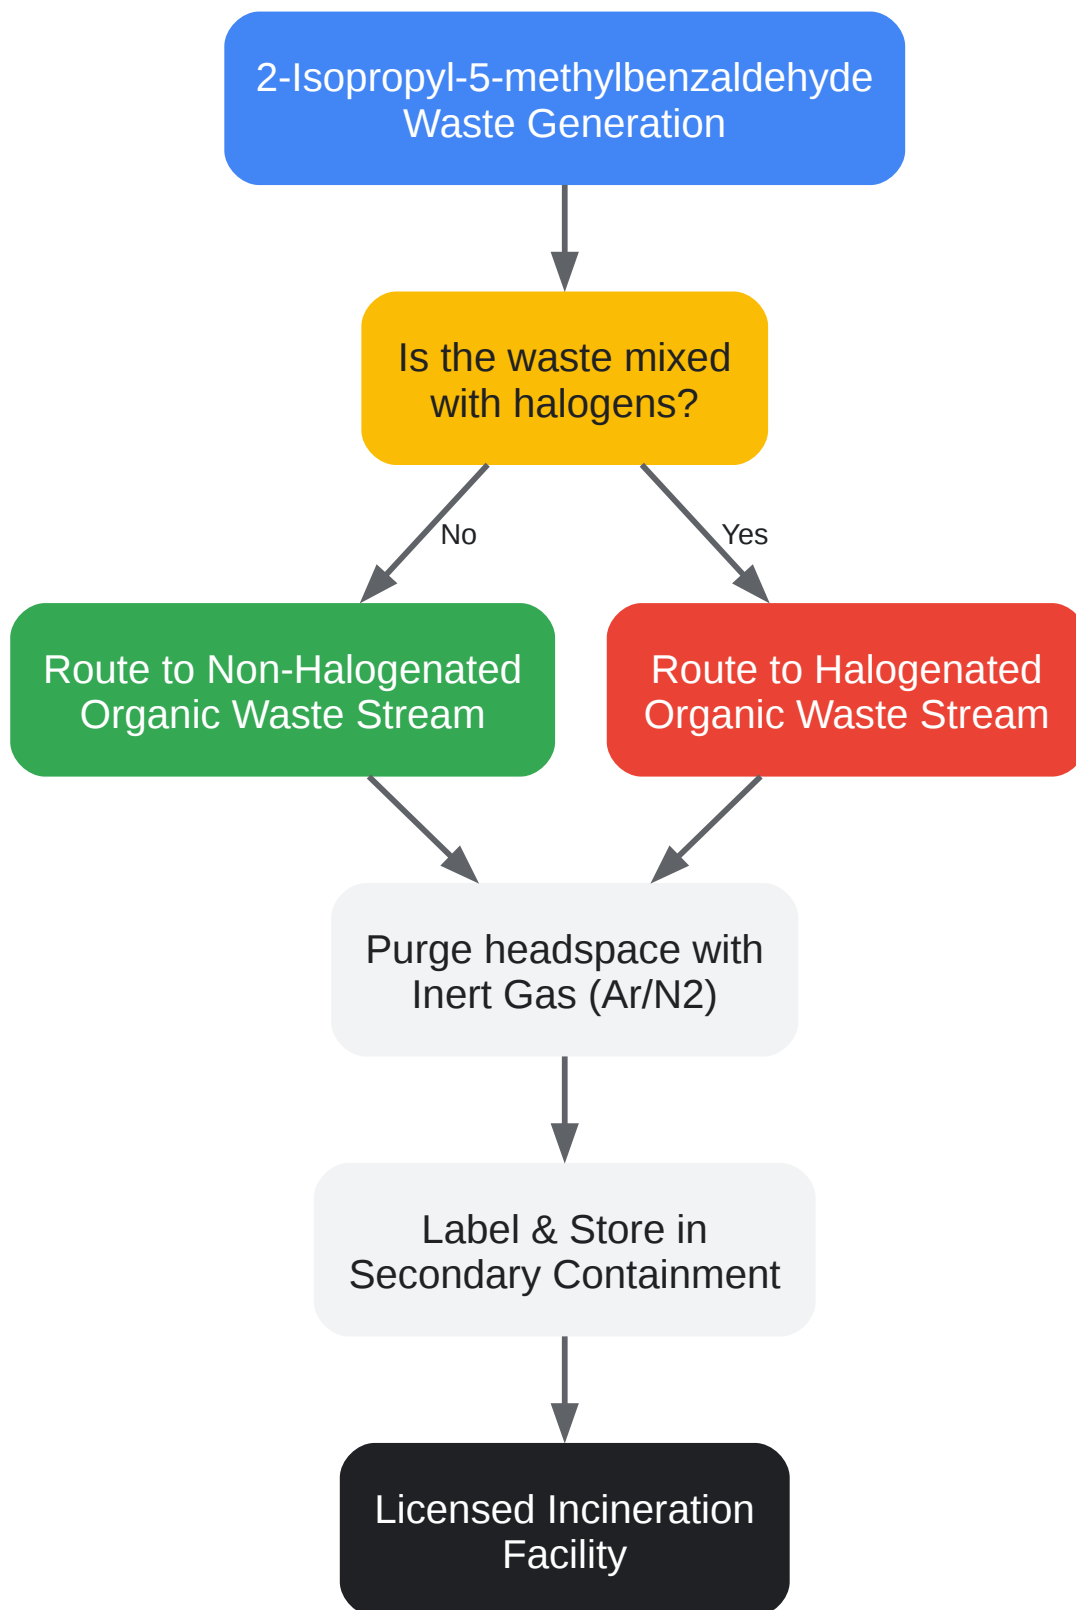 2-Isopropyl-5-methylbenzaldehyde
Waste Generation
Is the waste mixed
with halogens?
No
Yes
Route to Non-Halogenated
Organic Waste Stream
Route to Halogenated
Organic Waste Stream
Purge headspace with
Inert Gas (Ar/N2)
Label & Store in
Secondary Containment
Licensed Incineration
Facility